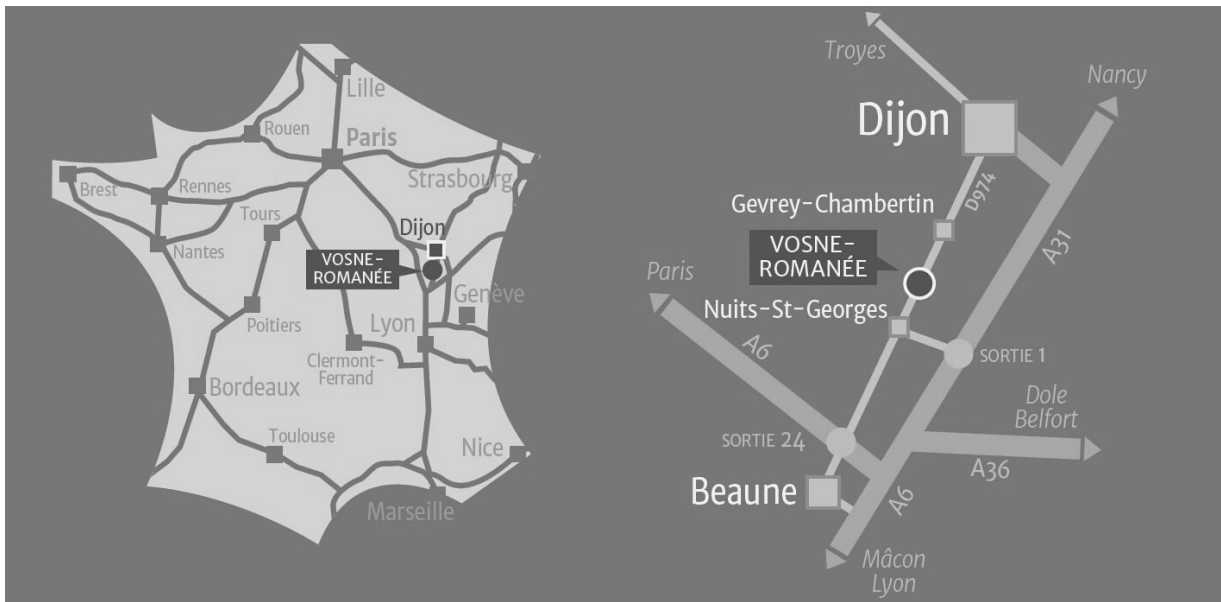 Lille
Rouen
Paris
Strasbourg
Brest
Rennes
Tours
Dijon
Nantes
VOSNE-
ROMANÉE
Genève
Poitiers
Lyon
Clermont-
Ferrand
Bordeaux
Toulouse
Nice
Marseille
Troyes
Nancy
Dijon
D974
Gevrey-Chambertin
A31
VOSNE-
ROMANÉE
Paris
Nuits-St-Georges
A6
SORTIE 1
Dole
Belfort
SORTIE 24
A36
Beaune
A6
Mâcon
Lyon